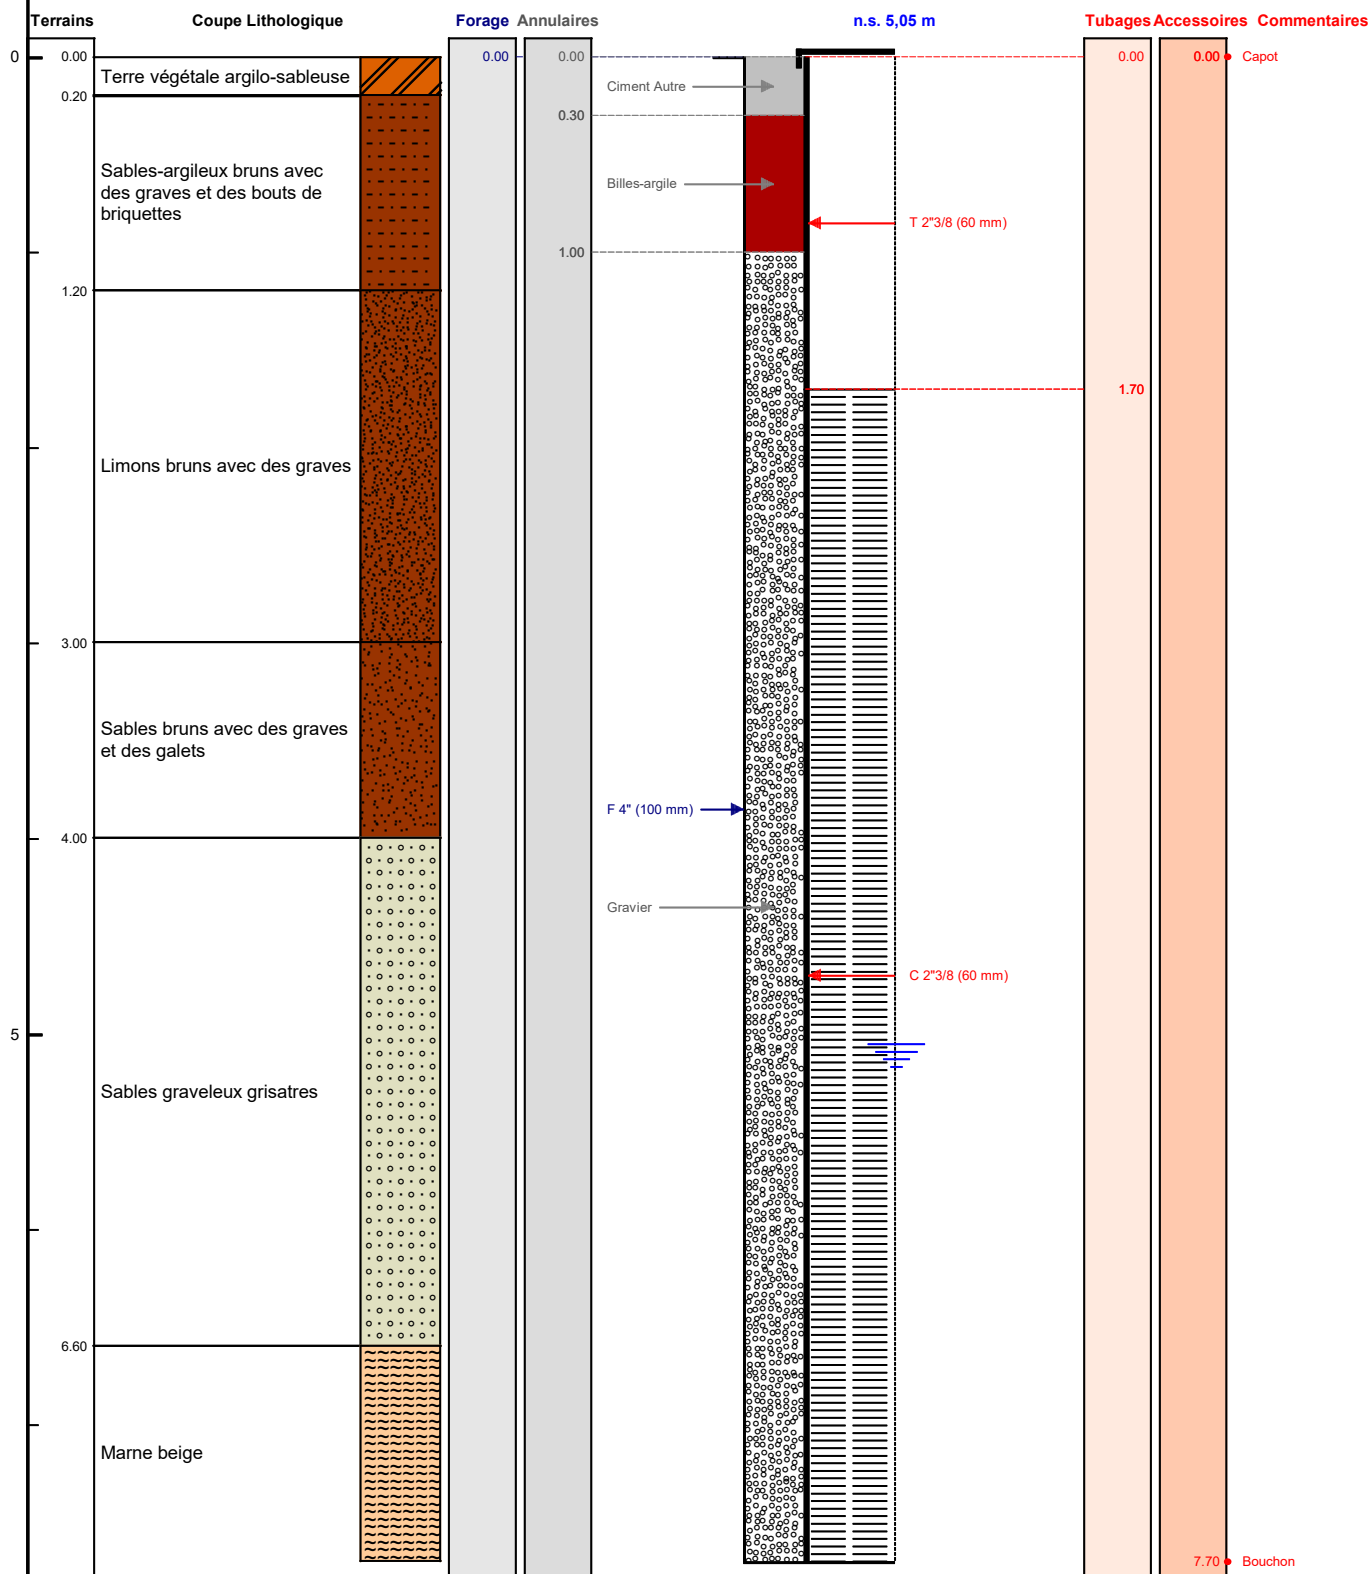 Terrains Coupe Lithologique Forage Annulaires n.s. 5,05 m Tubages Accessoires Commentaires
0 0.00 0.00 0.00 0.00 0.00 Capot
Terre végétale argilo-sableuse
Ciment Autre
0.20
0.30
Sables-argileux bruns avec
des graves et des bouts de
briquettes
Billes-argile
T 2"3/8 (60 mm)
1.00
1.20
1.70
Limons bruns avec des graves
3.00
Sables bruns avec des graves
et des galets
F 4" (100 mm)
4.00
Gravier
C 2"3/8 (60 mm)
5
Sables graveleux grisatres
6.60
Marne beige
7.70 Bouchon